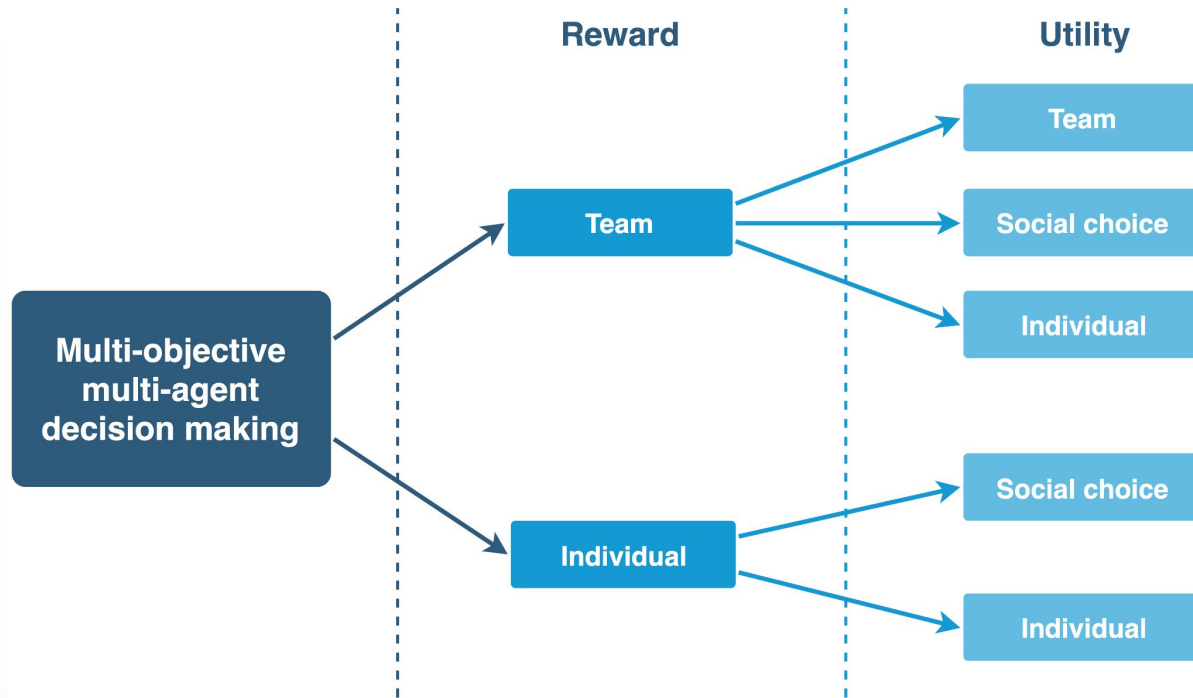 Reward
Utility
Team
Team
Social choice
Individual
Multi-objective
multi-agent
decision making
Social choice
Individual
Individual